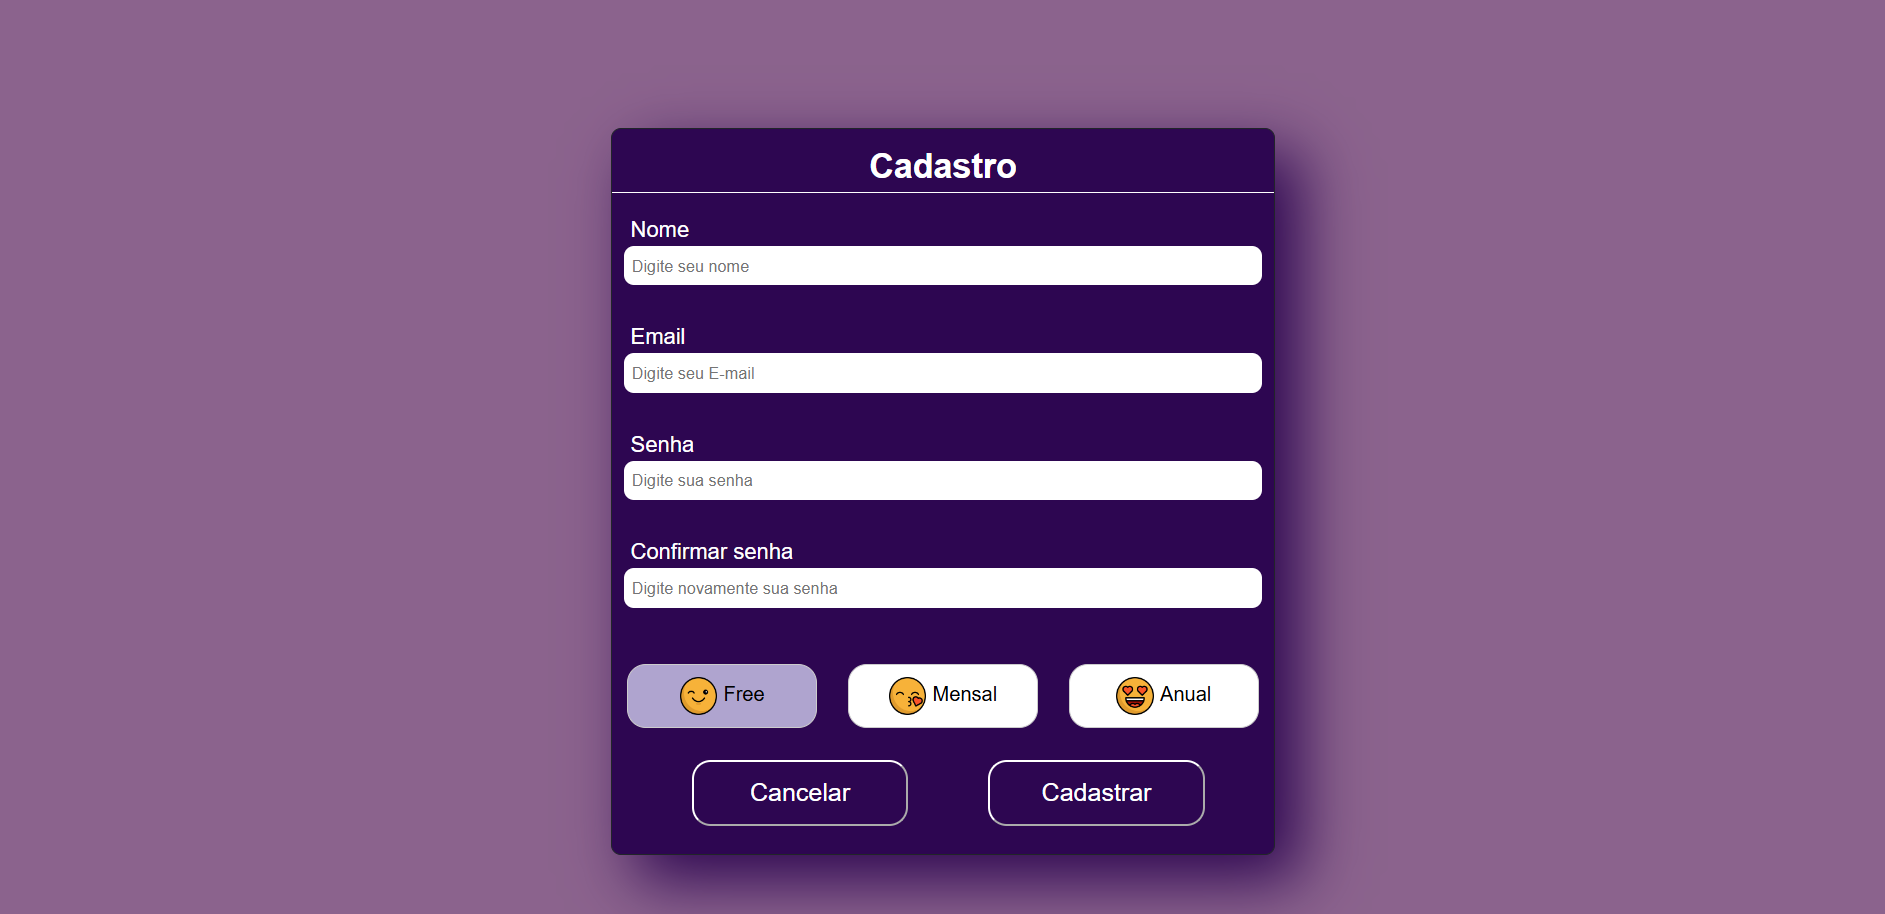 Cadastro
Nome
Digite seu nome
Email
Digite seu E-mail
Senha
Digite sua senha
Confirmar senha
Digite novamente sua senha
Free Mensal Anual
Cancelar Cadastrar